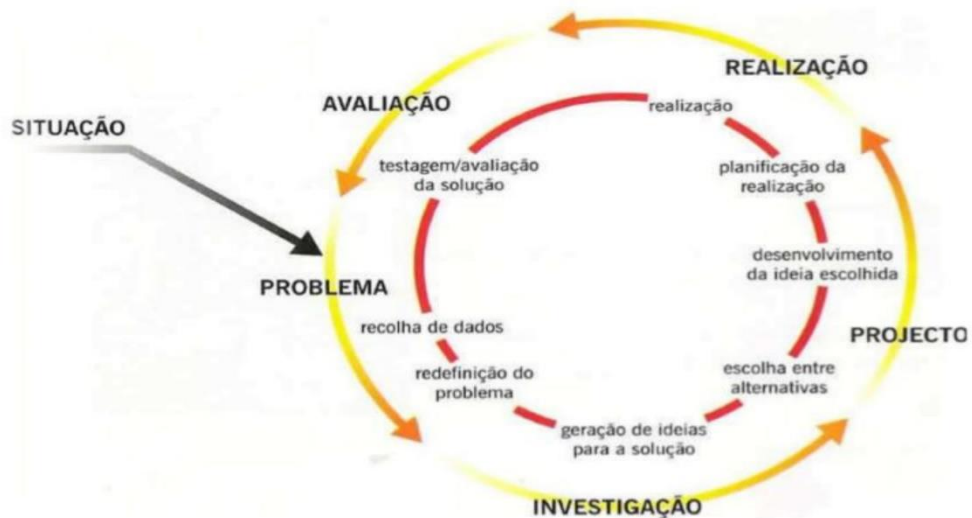 REALIZAÇÃO
AVALIAÇÃO
realização
SITUAÇÃO
testagem/avaliação
da solução
planificação da
realização
desenvolvimento
da ideia escolhida
PROBLEMA
recolha de dados
PROJECTO
redefinição do
problema
escolha entre
alternativas
geração de ideias
para a solução
INVESTIGAÇÃO